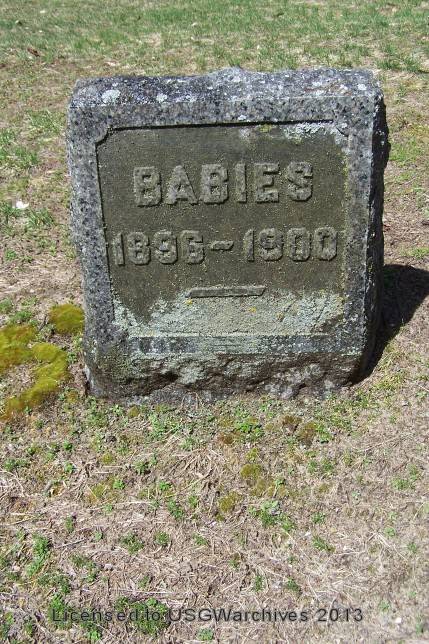 BABIES
1896-1900
Licensed to USGWarchives 2013